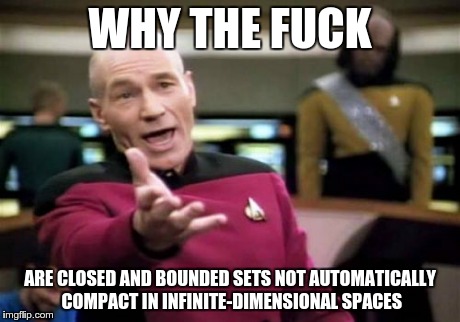 WHY THE FUCK
ARE CLOSED AND BOUNDED SETS NOT AUTOMATICALLY
COMPACT IN INFINITE-DIMENSIONAL SPACES
imgflip.com